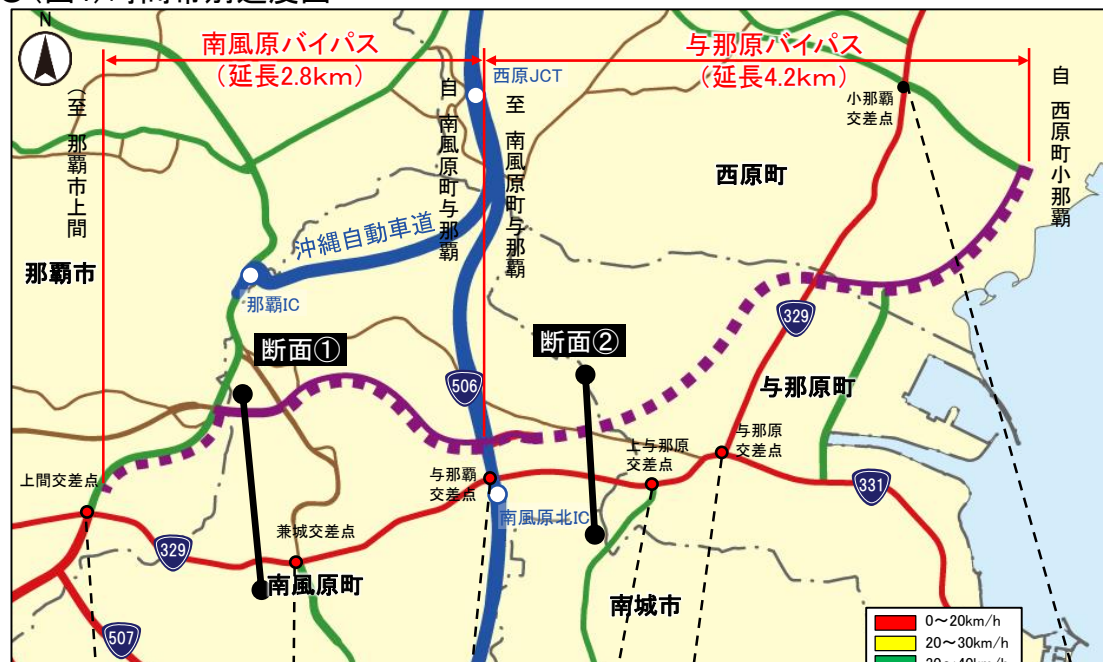 N
南風原バイパス
(延長2.8km)
与那原バイパス
(延長4.2km)
(至 那覇市上間)
自 南風原町与那覇
至 南風原町与那覇
自 西原町小那覇
西原JCT
小那覇
交差点
西原町
沖縄自動車道
那覇市
那覇IC
断面①
断面②
329
506
与那原町
上間交差点
与那覇
交差点
上与那原
交差点
与那原
交差点
331
南風原北IC
兼城交差点
329
南風原町
南城市
507
0～20km/h
20～30km/h